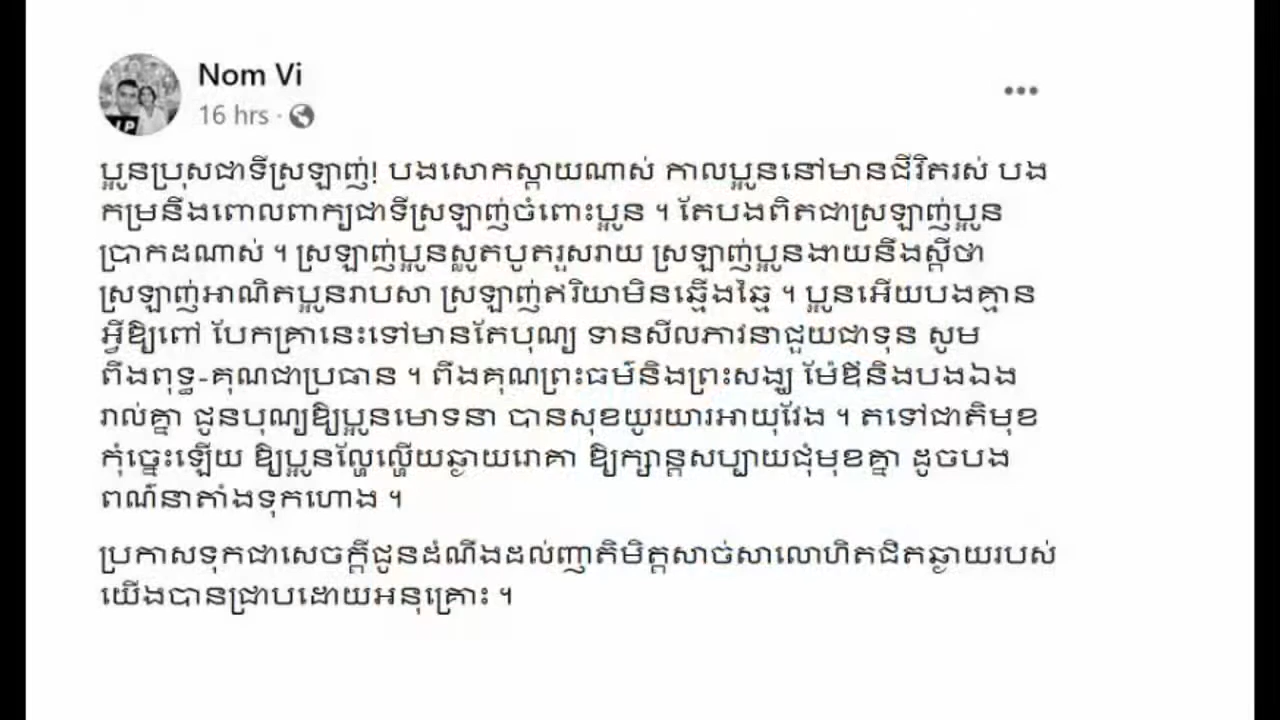 Nom Vi
16 hrs ·
ប្អូនប្រុសជាទីស្រឡាញ់! បងសោកស្ដាយណាស់ កាលប្អូននៅមានជីវិតរស់ បង
កម្រនឹងពោលពាក្យជាទីស្រឡាញ់ចំពោះប្អូន ។ តែបងពិតជាស្រឡាញ់ប្អូន
ប្រាកដណាស់ ។ ស្រឡាញ់ប្អូនស្លូតបូតរួសរាយ ស្រឡាញ់ប្អូនងាយនឹងស្ដីថា
ស្រឡាញ់អាណិតប្អូនរាបសា ស្រឡាញ់ឥរិយាមិនឆ្មើងឆ្មៃ ។ ប្អូនអើយបងគ្មាន
អ្វីឱ្យពៅ បែកគ្រានេះទៅមានតែបុណ្យ ទានសីលភាវនាជួយជាទុន សូម
ពឹងពុទ្ធ-គុណជាប្រធាន ។ ពឹងគុណព្រះធម៌និងព្រះសង្ឃ ម៉ែឪនិងបងឯង
រាល់គ្នា ជូនបុណ្យឱ្យប្អូនមោទនា បានសុខយូរយារអាយុវែង ។ តទៅជាតិមុខ
កុំច្នេះឡើយ ឱ្យប្អូនល្ហែល្ហើយឆ្ងាយរោគា ឱ្យក្សាន្តសប្បាយជុំមុខគ្នា ដូចបង
ពណ៌នាតាំងទុកហោង ។
ប្រកាសទុកជាសេចក្ដីជូនដំណឹងដល់ញាតិមិត្តសាច់សាលោហិតជិតឆ្ងាយរបស់
យើងបានជ្រាបដោយអនុគ្រោះ ។